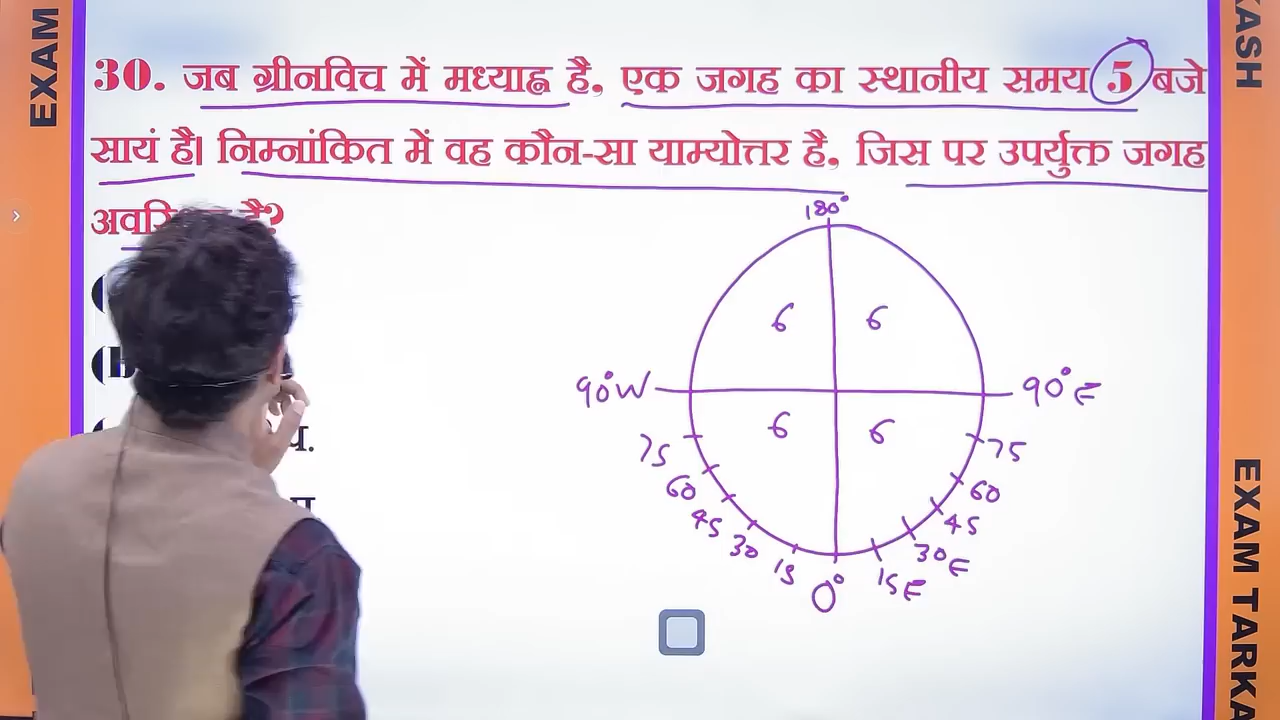 EXAM
30. जब ग्रीनविच में मध्याह्न है, एक जगह का स्थानीय समय 5 बजे
सायं है। निम्नांकित में वह कौन-सा याम्योत्तर है, जिस पर उपर्युक्त जगह
है?
180°
6 6
90°W 90°E
6 6
75 75
60 60
45 45
30 30E
15 15E
0°
KASH
EXAM TARKA